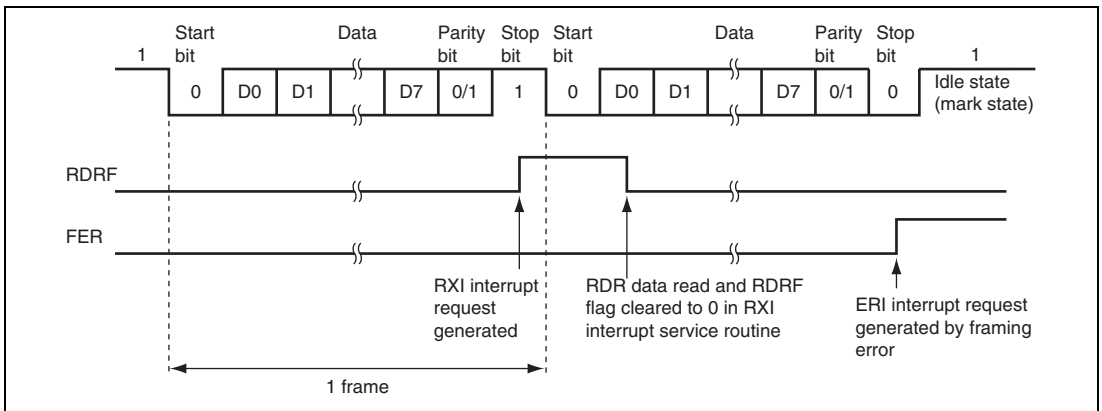 Start Data Parity Stop Start Data Parity Stop
1 bit bit bit bit bit bit 1
0 D0 D1 D7 0/1 1 0 D0 D1 D7 0/1 0 Idle state
(mark state)
RDRF
FER
RXI interrupt
request
generated
RDR data read and RDRF
flag cleared to 0 in RXI
interrupt service routine
ERI interrupt request
generated by framing
error
1 frame